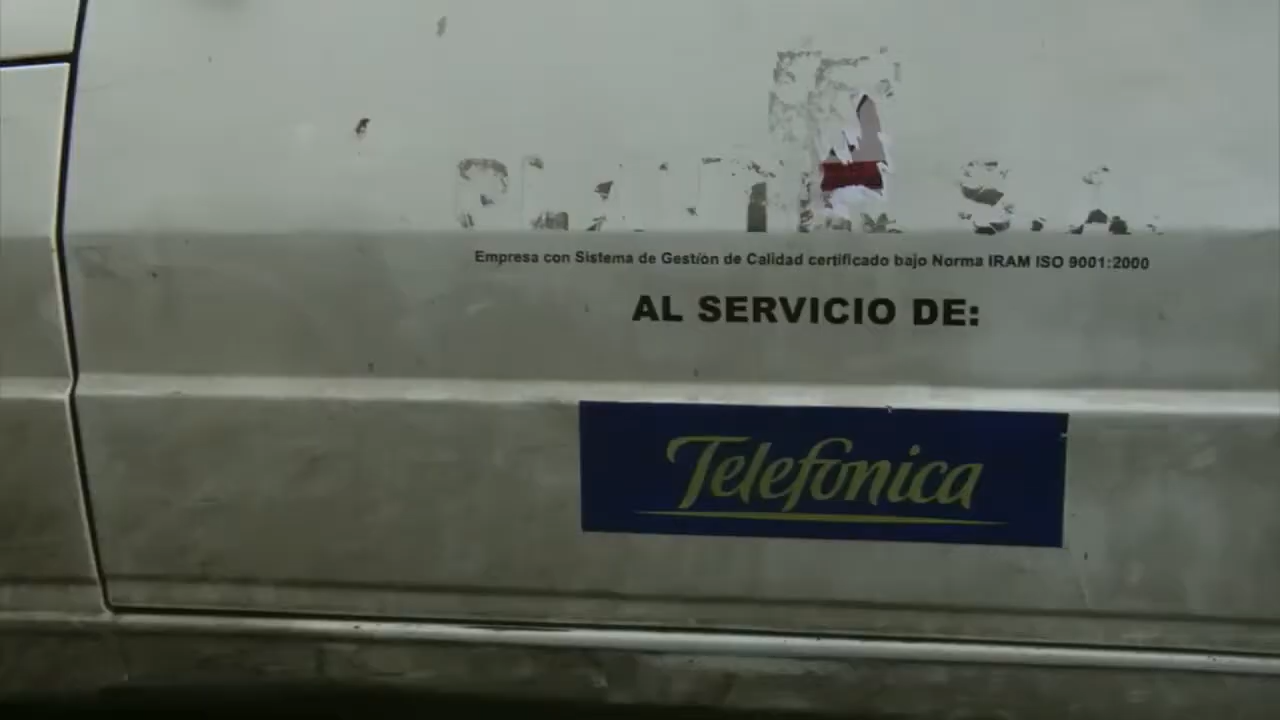 S.A.
Empresa con Sistema de Gestión de Calidad certificado bajo Norma IRAM ISO 9001:2000
AL SERVICIO DE:
Telefonica